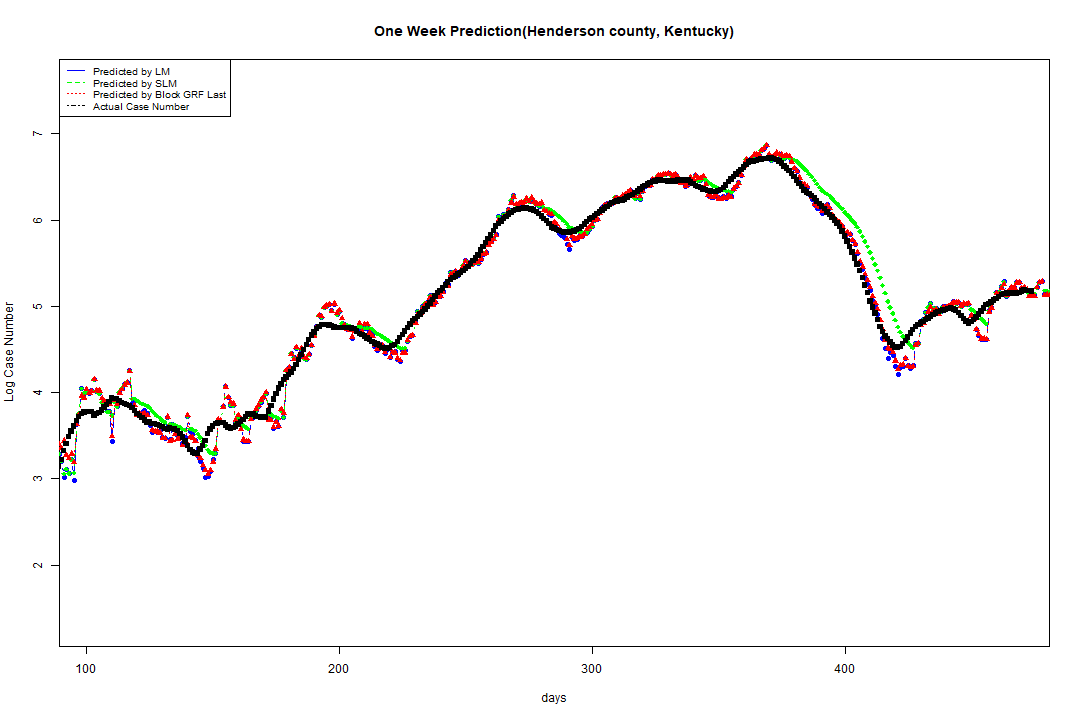 One Week Prediction(Henderson county, Kentucky)
Predicted by LM
Predicted by SLM
Predicted by Block GRF Last
Actual Case Number
7
6
5
4
3
2
Log Case Number
100 200 300 400
days